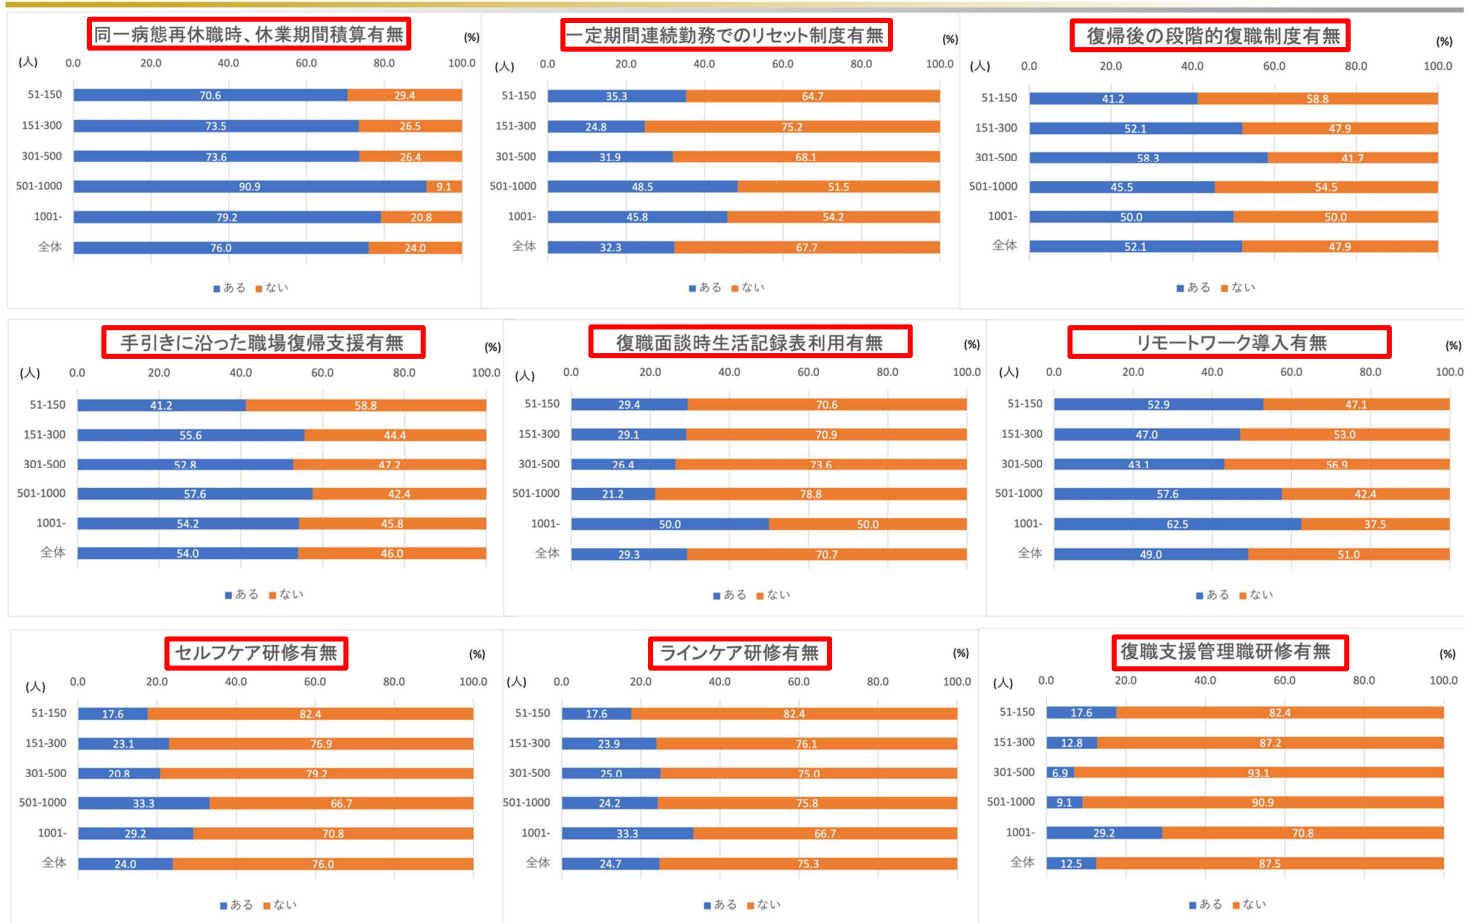 同一病態再休職時、休業期間積算有無
(%)
(人)
0.0 20.0 40.0 60.0 80.0 100.0
51-150 70.6 29.4
151-300 73.5 26.5
301-500 73.6 26.4
501-1000 90.9 9.1
1001- 79.2 20.8
全体 76.0 24.0
■ある ■ない
一定期間連続勤務でのリセット制度有無
(%)
(人)
0.0 20.0 40.0 60.0 80.0 100.0
51-150 35.3 64.7
151-300 24.8 75.2
301-500 31.9 68.1
501-1000 48.5 51.5
1001- 45.8 54.2
全体 32.3 67.7
■ある ■ない
復帰後の段階的復職制度有無
(%)
(人)
0.0 20.0 40.0 60.0 80.0 100.0
51-150 41.2 58.8
151-300 52.1 47.9
301-500 58.3 41.7
501-1000 45.5 54.5
1001- 50.0 50.0
全体 52.1 47.9
■ある ■ない
手引きに沿った職場復帰支援有無
(%)
(人)
0.0 20.0 40.0 60.0 80.0 100.0
51-150 41.2 58.8
151-300 55.6 44.4
301-500 52.8 47.2
501-1000 57.6 42.4
1001- 54.2 45.8
全体 54.0 46.0
■ある ■ない
復職面談時生活記録表利用有無
(%)
(人)
0.0 20.0 40.0 60.0 80.0 100.0
51-150 29.4 70.6
151-300 29.1 70.9
301-500 26.4 73.6
501-1000 21.2 78.8
1001- 50.0 50.0
全体 29.3 70.7
■ある ■ない
リモートワーク導入有無
(%)
(人)
0.0 20.0 40.0 60.0 80.0 100.0
51-150 52.9 47.1
151-300 47.0 53.0
301-500 43.1 56.9
501-1000 57.6 42.4
1001- 62.5 37.5
全体 49.0 51.0
■ある ■ない
セルフケア研修有無
(%)
(人)
0.0 20.0 40.0 60.0 80.0 100.0
51-150 17.6 82.4
151-300 23.1 76.9
301-500 20.8 79.2
501-1000 33.3 66.7
1001- 29.2 70.8
全体 24.0 76.0
■ある ■ない
ラインケア研修有無
(%)
(人)
0.0 20.0 40.0 60.0 80.0 100.0
51-150 17.6 82.4
151-300 23.9 76.1
301-500 25.0 75.0
501-1000 24.2 75.8
1001- 33.3 66.7
全体 24.7 75.3
■ある ■ない
復職支援管理職研修有無
(%)
(人)
0.0 20.0 40.0 60.0 80.0 100.0
51-150 17.6 82.4
151-300 12.8 87.2
301-500 6.9 93.1
501-1000 9.1 90.9
1001- 29.2 70.8
全体 12.5 87.5
■ある ■ない